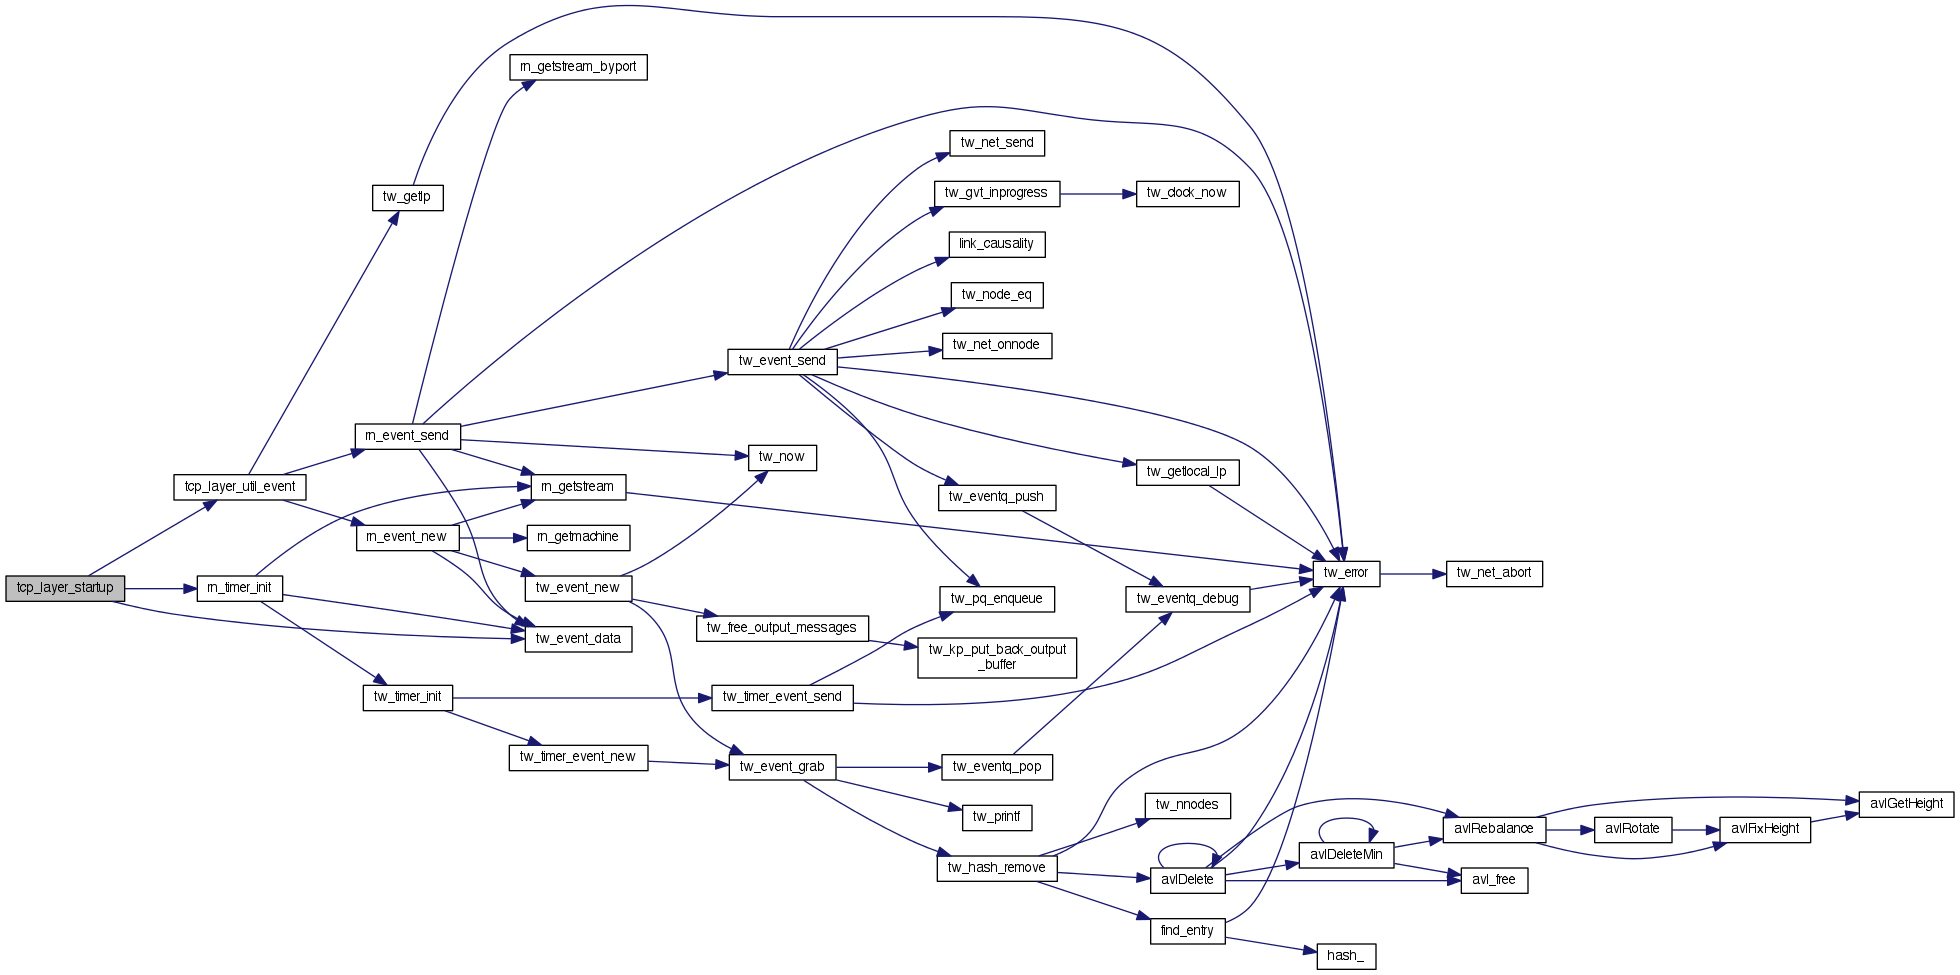 rn_getstream_byport
tw_net_send
tw_getlp
tw_gvt_inprogress
tw_clock_now
link_causality
tw_node_eq
tw_net_onnode
tw_event_send
rn_event_send
tw_now
tw_getlocal_lp
tcp_layer_util_event
rn_getstream
tw_eventq_push
rn_event_new
rn_getmachine
tw_error
tw_net_abort
tcp_layer_startup
rn_timer_init
tw_event_new
tw_pq_enqueue
tw_eventq_debug
tw_free_output_messages
tw_event_data
tw_kp_put_back_output
_buffer
tw_timer_init
tw_timer_event_send
tw_timer_event_new
tw_event_grab
tw_eventq_pop
tw_nnodes
avlGetHeight
tw_printf
avlRebalance
avlRotate
avlFixHeight
avlDeleteMin
tw_hash_remove
avlDelete
avl_free
find_entry
hash_